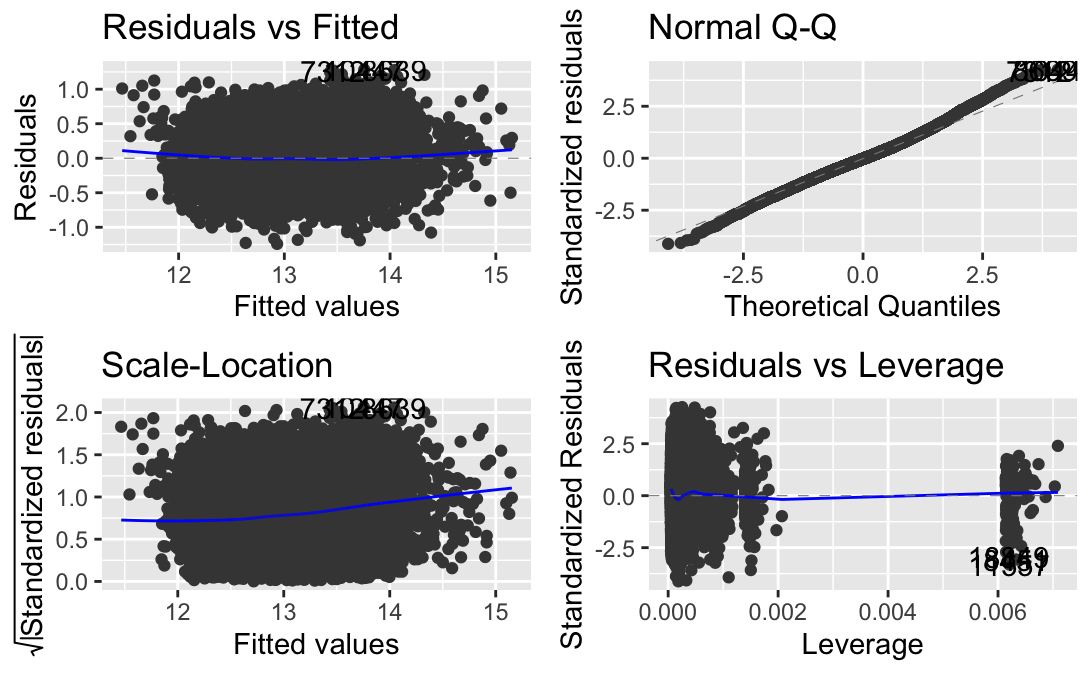 Residuals vs Fitted
Residuals
1.0
0.5
0.0
-0.5
-1.0
12 13 14 15
Fitted values
Normal Q-Q
Standardized residuals
2.5
0.0
-2.5
-2.5 0.0 2.5
Theoretical Quantiles
Scale-Location
√|Standardized residuals|
2.0
1.5
1.0
0.5
0.0
12 13 14 15
Fitted values
Residuals vs Leverage
Standardized Residuals
2.5
0.0
-2.5
0.000 0.002 0.004 0.006
Leverage